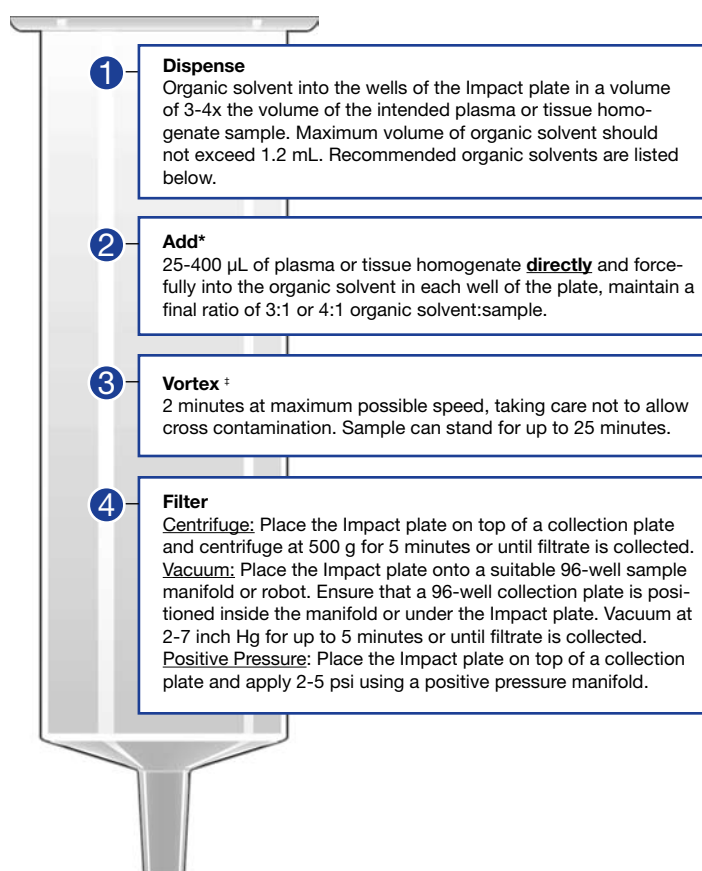 1
Dispense
Organic solvent into the wells of the Impact plate in a volume
of 3-4x the volume of the intended plasma or tissue homo-
genate sample. Maximum volume of organic solvent should
not exceed 1.2 mL. Recommended organic solvents are listed
below.
2
Add*
25-400 µL of plasma or tissue homogenate directly and force-
fully into the organic solvent in each well of the plate, maintain a
final ratio of 3:1 or 4:1 organic solvent:sample.
3
Vortex ‡
2 minutes at maximum possible speed, taking care not to allow
cross contamination. Sample can stand for up to 25 minutes.
4
Filter
Centrifuge: Place the Impact plate on top of a collection plate
and centrifuge at 500 g for 5 minutes or until filtrate is collected.
Vacuum: Place the Impact plate onto a suitable 96-well sample
manifold or robot. Ensure that a 96-well collection plate is posi-
tioned inside the manifold or under the Impact plate. Vacuum at
2-7 inch Hg for up to 5 minutes or until filtrate is collected.
Positive Pressure: Place the Impact plate on top of a collection
plate and apply 2-5 psi using a positive pressure manifold.